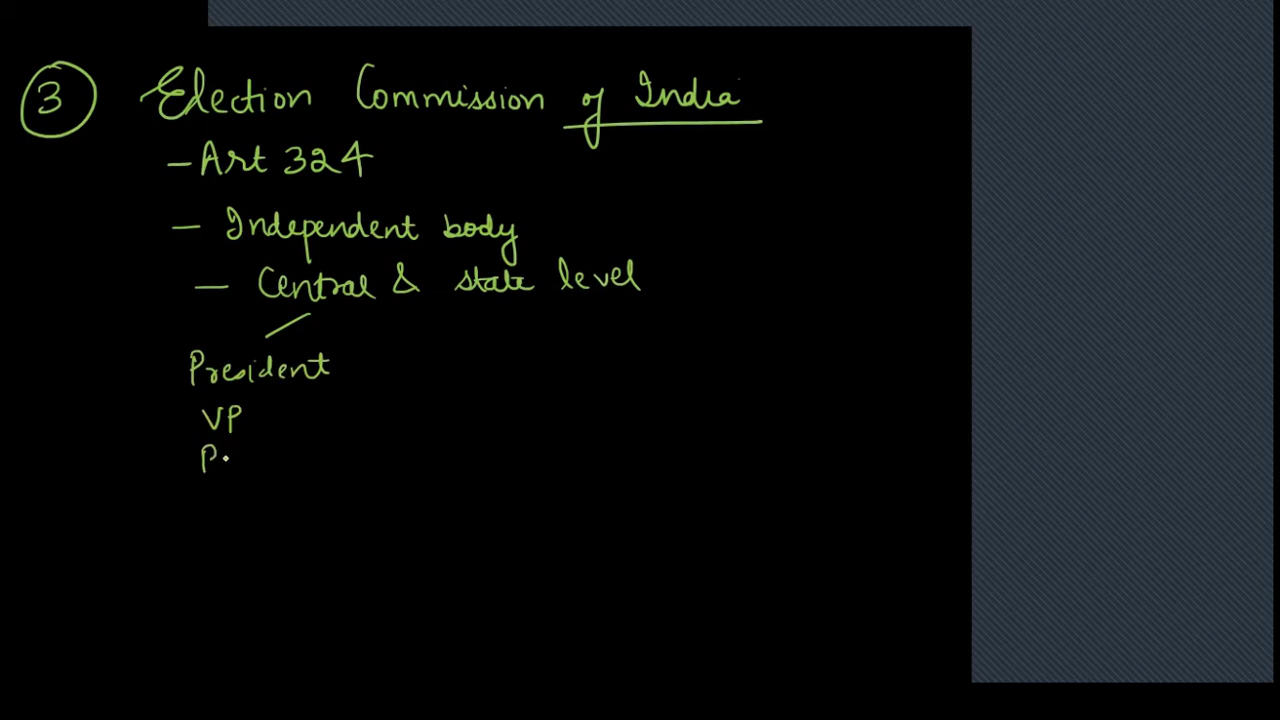 3 Election Commission of India
- Art 324
- Independent body
- Central & state level
President
VP
P